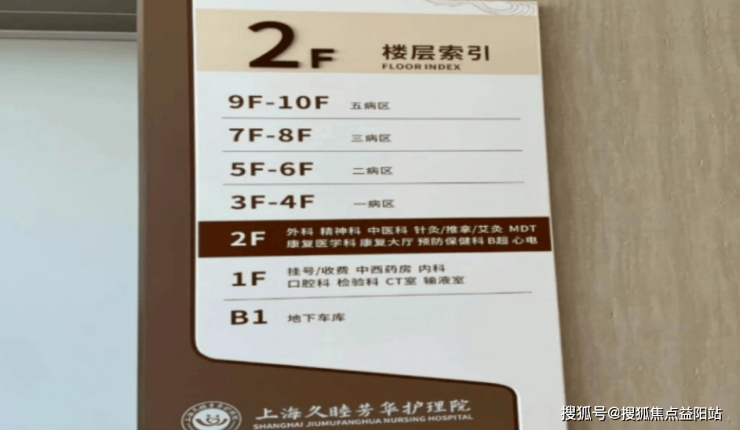 2F 楼层索引
FLOOR INDEX
9F-10F 五病区
7F-8F 三病区
5F-6F 二病区
3F-4F 一病区
2F 外科 精神科 中医科 针灸/推拿/艾灸 MDT
康复医学科 康复大厅 预防保健科 B超 心电
1F 挂号/收费 中西药房 内科
口腔科 检验科 CT室 输液室
B1 地下车库
上海久睦芳华护理院
SHANGHAI JIUMUFANGHUA NURSING HOSPITAL
搜狐号@搜狐焦点益阳站